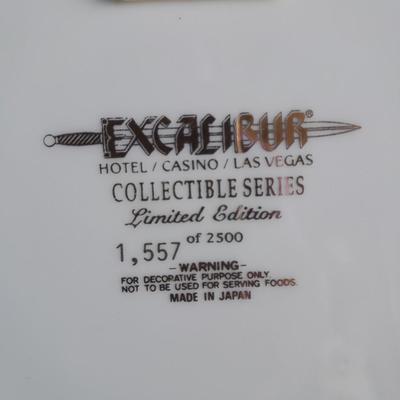 EXCALIBUR®
HOTEL / CASINO / LAS VEGAS
COLLECTIBLE SERIES
Limited Edition
1,557 of 2500
- WARNING -
FOR DECORATIVE PURPOSE ONLY
NOT TO BE USED FOR SERVING FOODS.
MADE IN JAPAN